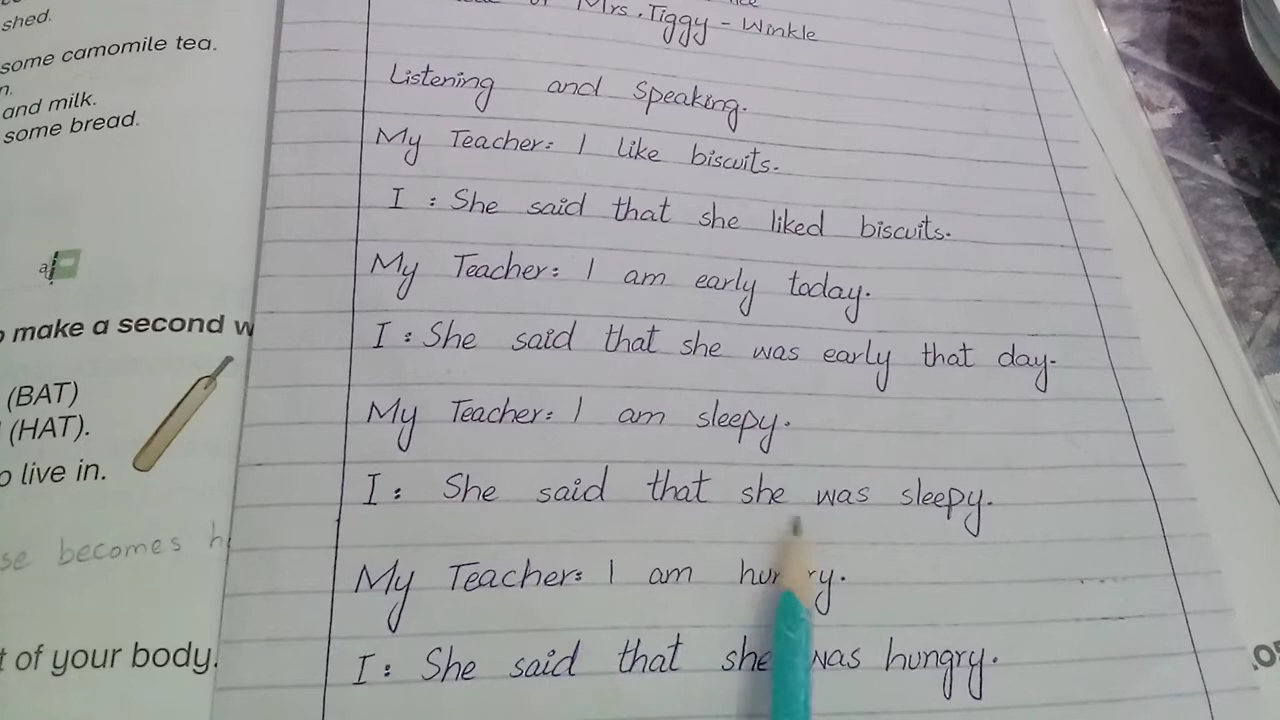 shed.
some camomile tea.
n.
and milk.
some bread.
make a second w
(BAT)
(HAT).
o live in.
se becomes h
t of your body.
of Mrs. Tiggy - Winkle
Listening and Speaking.
My Teacher: I like biscuits.
I : She said that she liked biscuits.
My Teacher: I am early today.
I : She said that she was early that day.
My Teacher: I am sleepy.
I : She said that she was sleepy.
My Teacher: I am hungry.
I : She said that she was hungry.